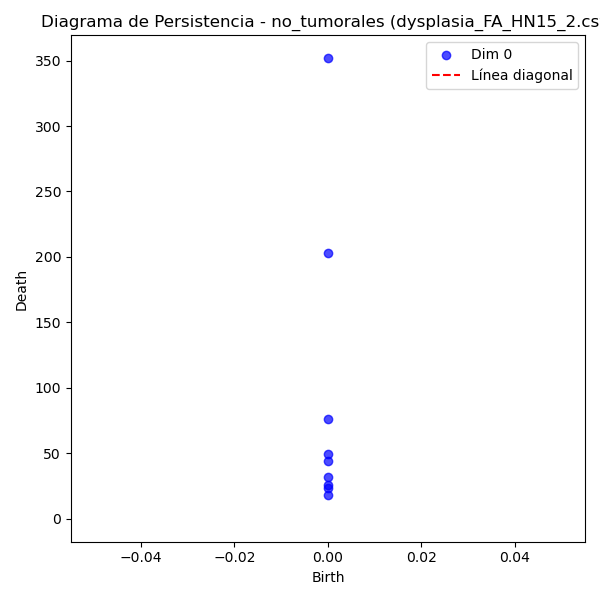 Diagrama de Persistencia - no_tumorales (dysplasia_FA_HN15_2.cs
Dim 0
Línea diagonal
350
300
250
200
150
100
50
0
Death
−0.04 −0.02 0.00 0.02 0.04
Birth